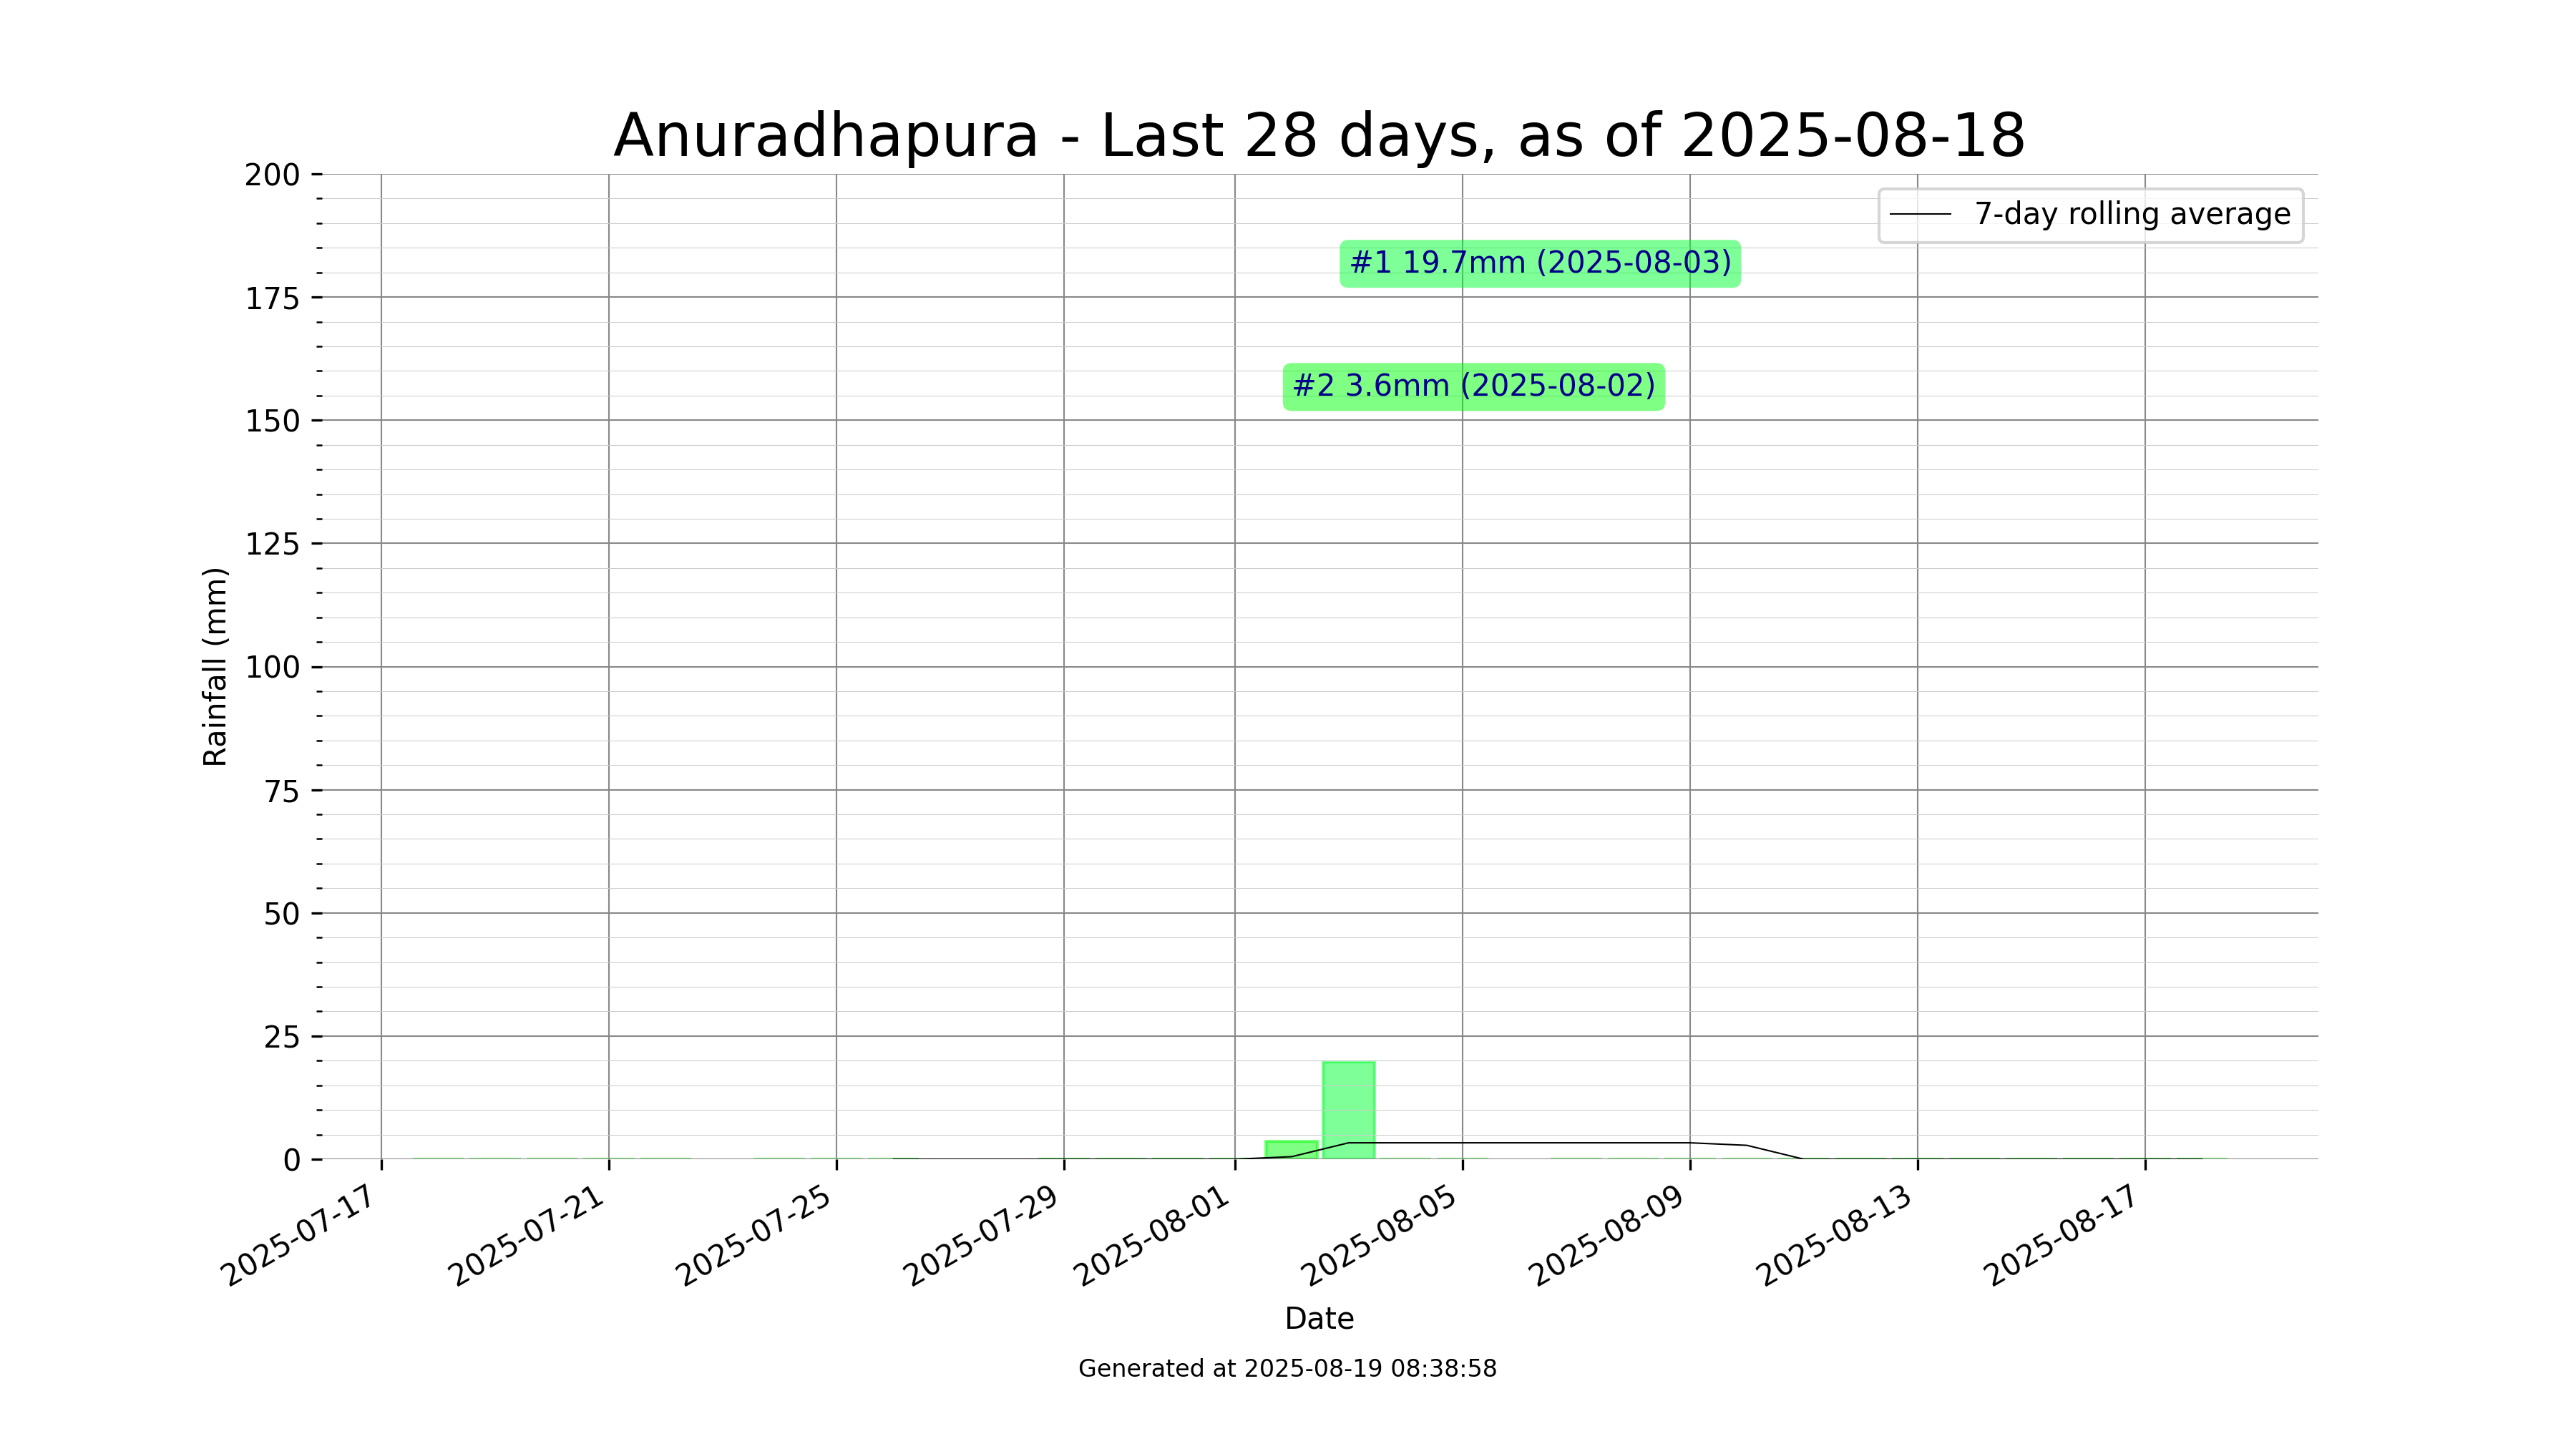 Anuradhapura - Last 28 days, as of 2025-08-18
200
175
150
125
100
75
50
25
0
Rainfall (mm)
7-day rolling average
#1 19.7mm (2025-08-03)
#2 3.6mm (2025-08-02)
2025-07-17
2025-07-21
2025-07-25
2025-07-29
2025-08-01
2025-08-05
2025-08-09
2025-08-13
2025-08-17
Date
Generated at 2025-08-19 08:38:58